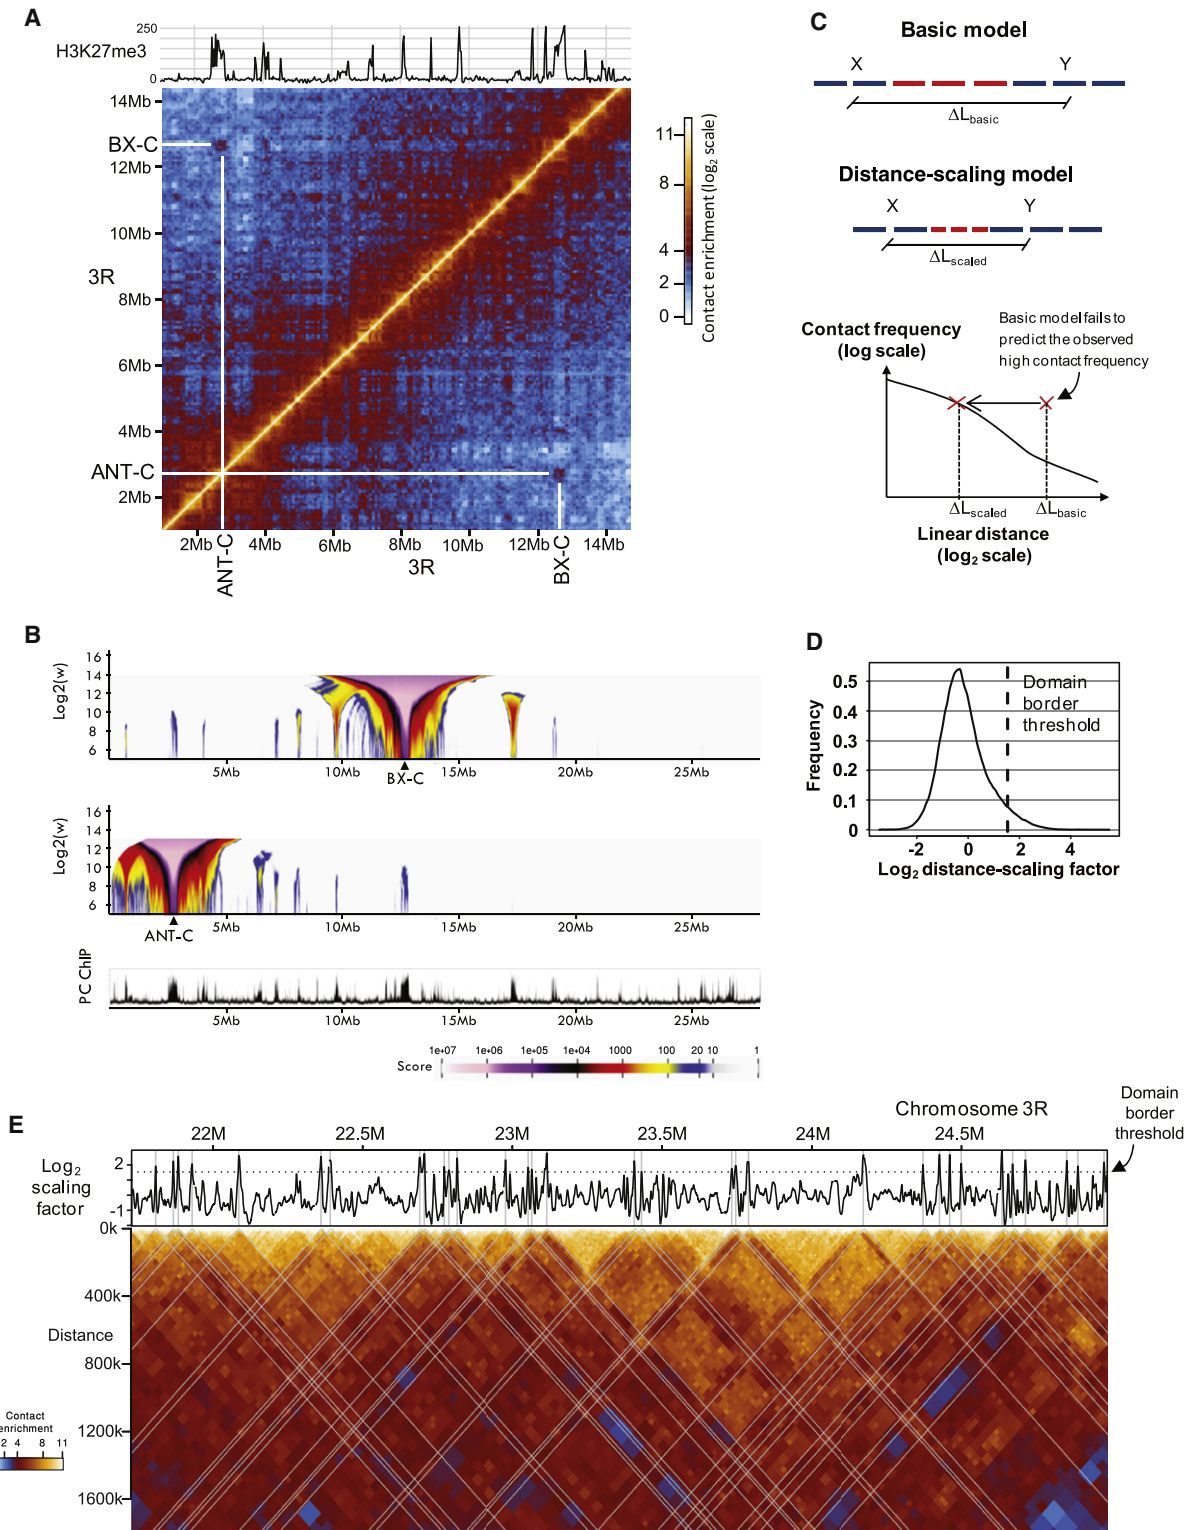 A
H3K27me3
250
0
14Mb
BX-C
12Mb
10Mb
3R
8Mb
6Mb
4Mb
ANT-C
2Mb
2Mb
ANT-C
4Mb
6Mb
8Mb
10Mb
12Mb
BX-C
14Mb
3R
11
8
4
2
0
Contact enrichment (log2 scale)
B
Log2(w)
16
14
12
10
8
6
5Mb
10Mb
15Mb
20Mb
25Mb
BX-C
Log2(w)
16
14
12
10
8
6
5Mb
10Mb
15Mb
20Mb
25Mb
ANT-C
PC ChIP
5Mb
10Mb
15Mb
20Mb
25Mb
Score
1e+07
1e+06
1e+05
1e+04
1000
100
20
10
1
C
Basic model
X
Y
ΔLbasic
Distance-scaling model
X
Y
ΔLscaled
Contact frequency
(log scale)
Basic model fails to
predict the observed
high contact frequency
ΔLscaled
ΔLbasic
Linear distance
(log2 scale)
D
Frequency
0.5
0.4
0.3
0.2
0.1
0
Domain
border
threshold
-2
0
2
4
Log2 distance-scaling factor
E
Chromosome 3R
Domain
border
threshold
22M
22.5M
23M
23.5M
24M
24.5M
Log2
scaling
factor
2
-1
0k
400k
Distance
800k
1200k
1600k
Contact
enrichment
2 4 8 11